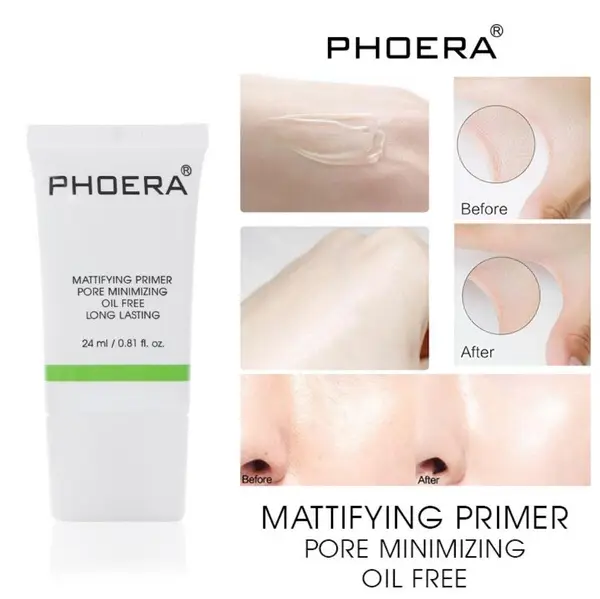 PHOERA®
PHOERA®
MATTIFYING PRIMER
PORE MINIMIZING
OIL FREE
LONG LASTING
24 ml / 0.81 fl. oz.
Before
After
Before
After
MATTIFYING PRIMER
PORE MINIMIZING
OIL FREE